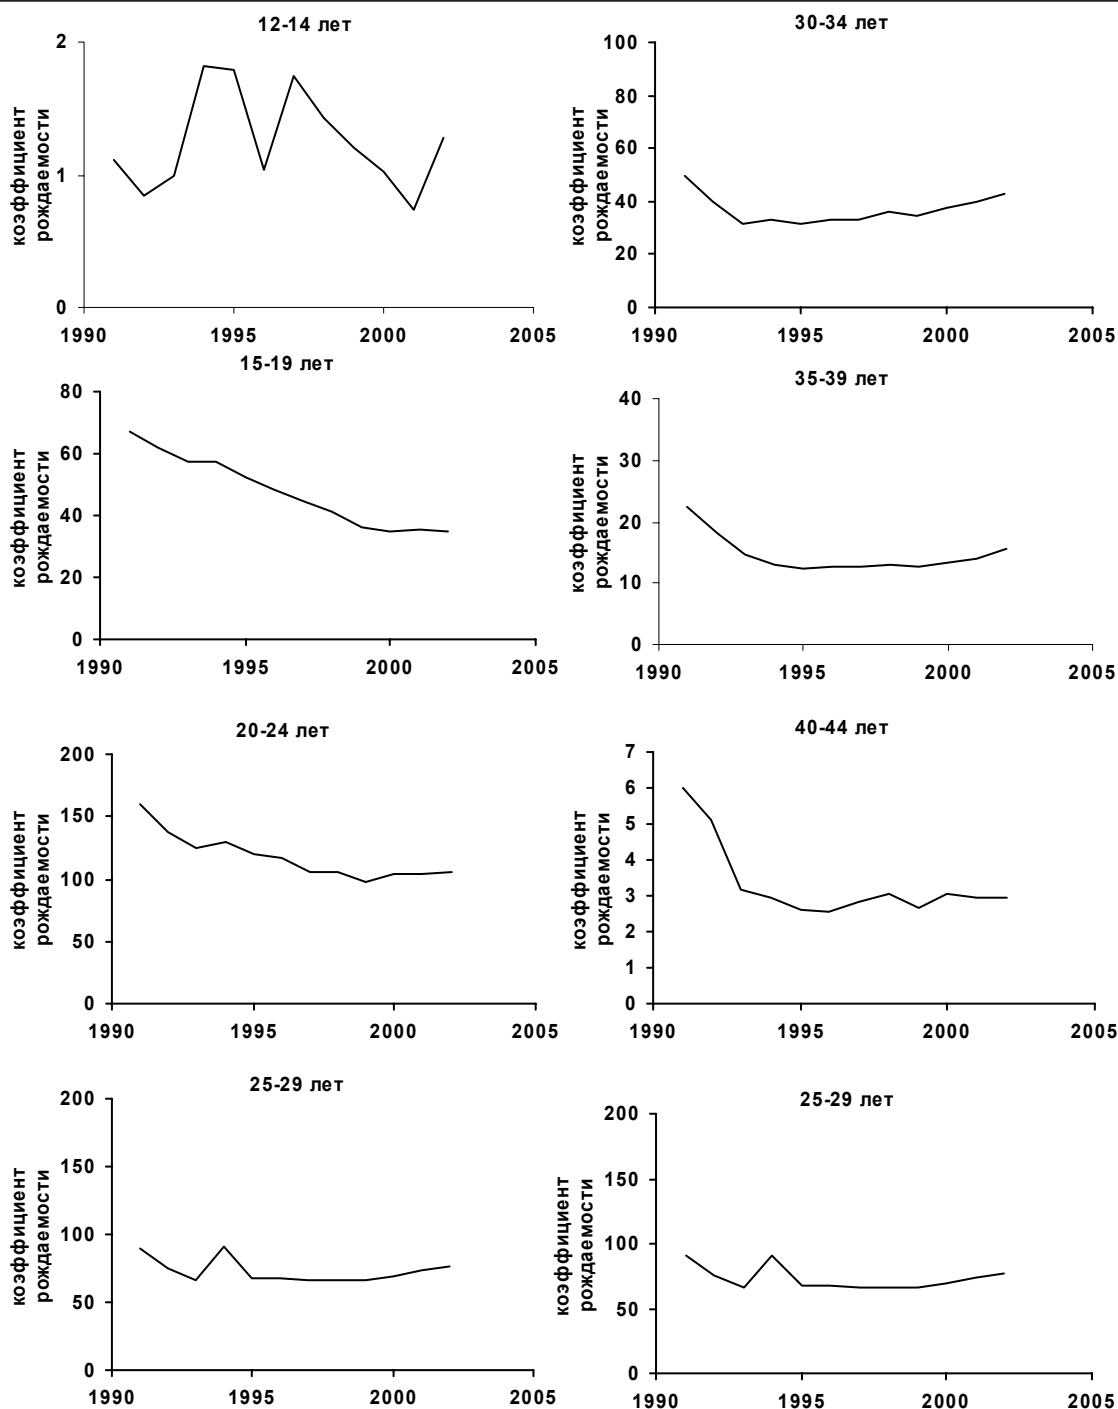 12-14 лет
коэффициент
рождаемости
2
1
0
1990 1995 2000 2005
30-34 лет
коэффициент
рождаемости
100
80
60
40
20
0
1990 1995 2000 2005
15-19 лет
коэффициент
рождаемости
80
60
40
20
0
1990 1995 2000 2005
35-39 лет
коэффициент
рождаемости
40
30
20
10
0
1990 1995 2000 2005
20-24 лет
коэффициент
рождаемости
200
150
100
50
0
1990 1995 2000 2005
40-44 лет
коэффициент
рождаемости
7
6
5
4
3
2
1
0
1990 1995 2000 2005
25-29 лет
коэффициент
рождаемости
200
150
100
50
0
1990 1995 2000 2005
25-29 лет
коэффициент
рождаемости
200
150
100
50
0
1990 1995 2000 2005